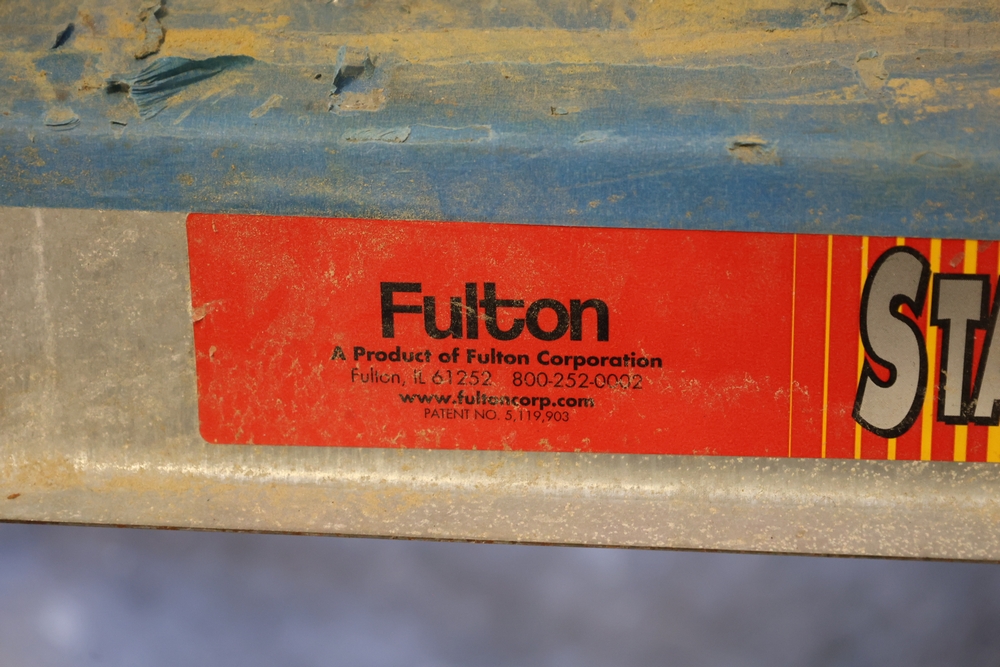 Fulton
A Product of Fulton Corporation
Fulton, IL 61252 800-252-0002
www.fultoncorp.com
PATENT NO. 5,119,903